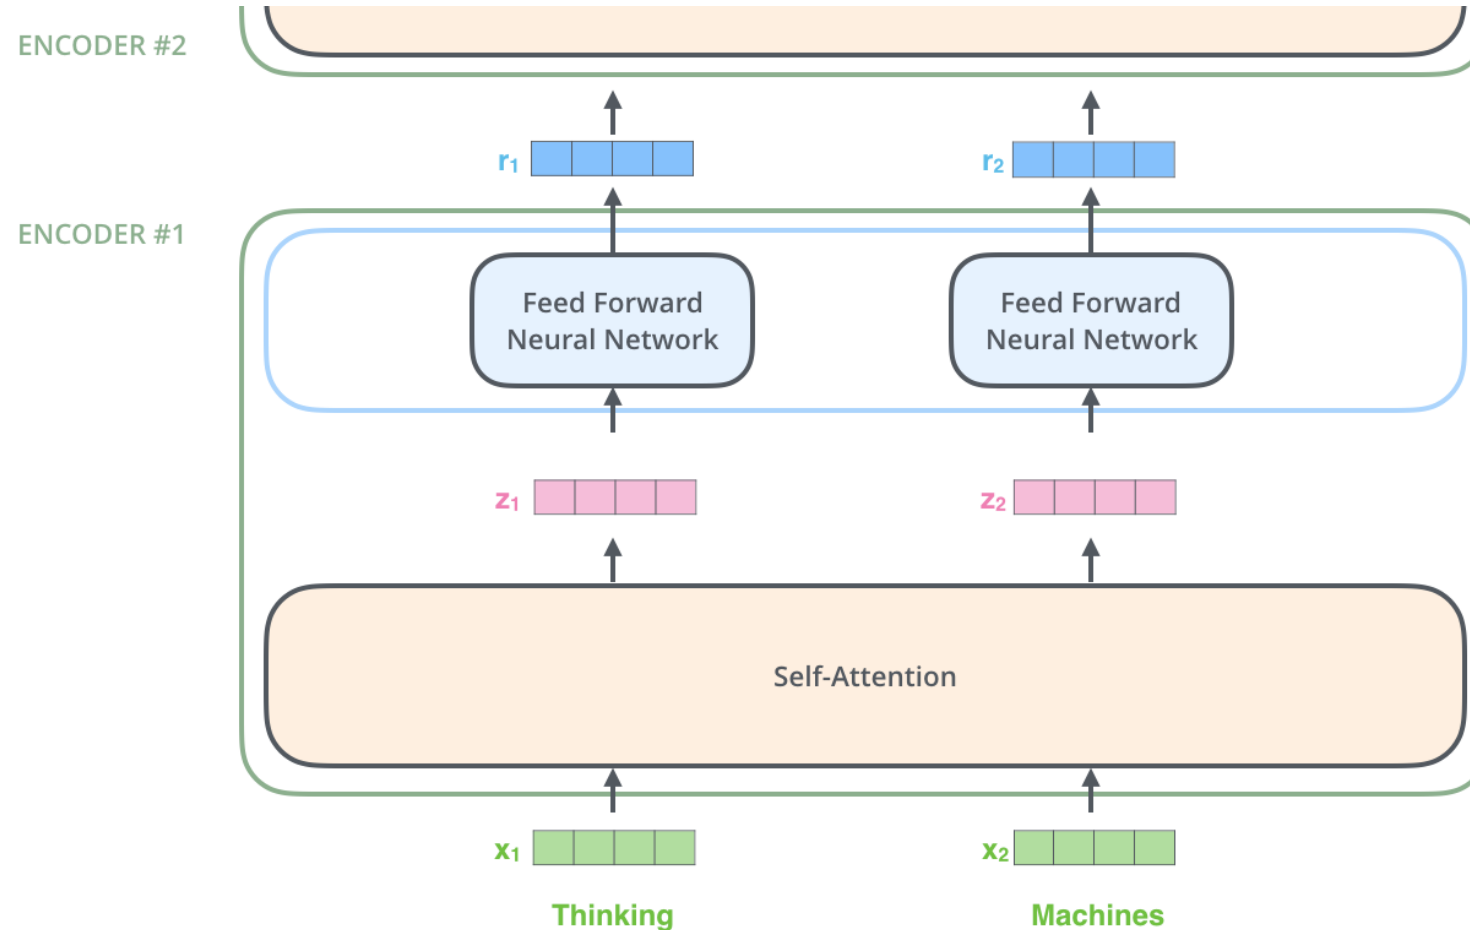 ENCODER #2
r₁
r₂
ENCODER #1
Feed Forward
Neural Network
Feed Forward
Neural Network
z₁
z₂
Self-Attention
x₁
x₂
Thinking
Machines